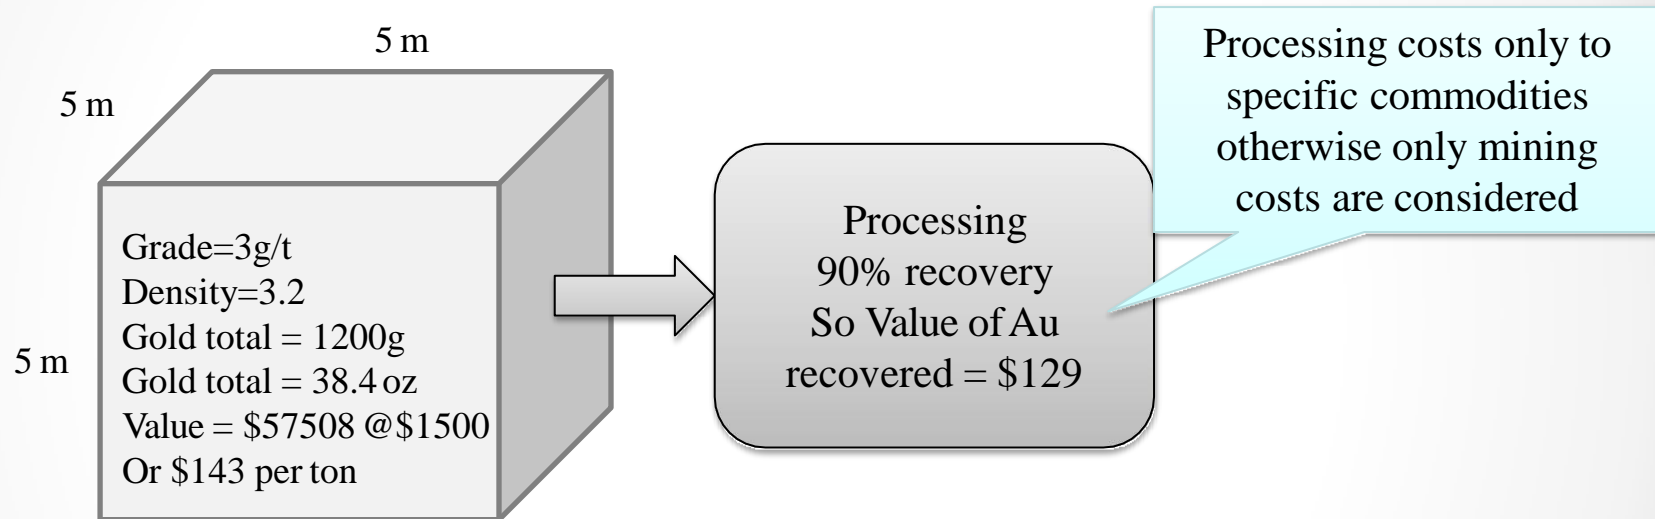 5 m
5 m
5 m
Grade=3g/t
Density=3.2
Gold total = 1200g
Gold total = 38.4 oz
Value = $57508 @$1500
Or $143 per ton
Processing
90% recovery
So Value of Au
recovered = $129
Processing costs only to
specific commodities
otherwise only mining
costs are considered